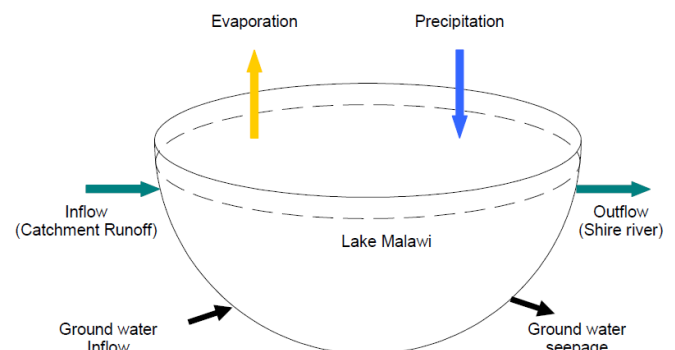 Evaporation
Precipitation
Inflow
(Catchment Runoff)
Outflow
(Shire river)
Lake Malawi
Ground water
Inflow
Ground water
seepage